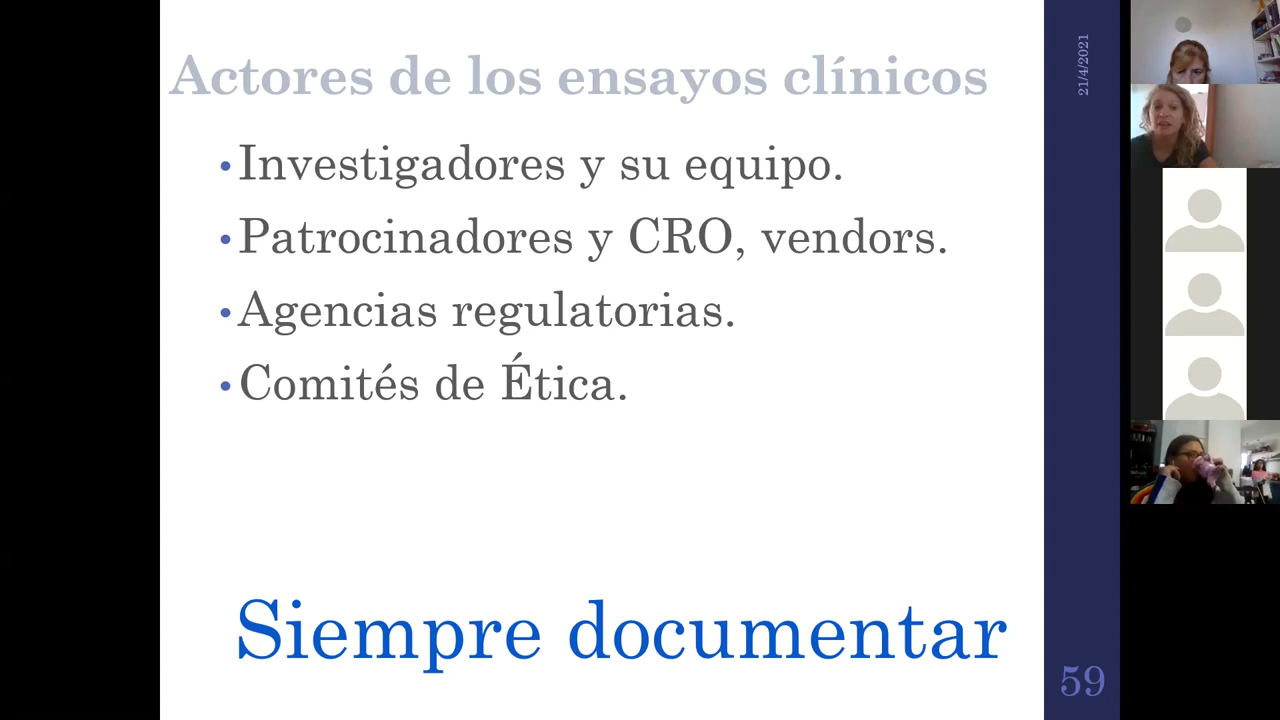 Actores de los ensayos clínicos
21/4/2021
•Investigadores y su equipo.
•Patrocinadores y CRO, vendors.
•Agencias regulatorias.
•Comités de Ética.
Siempre documentar
59